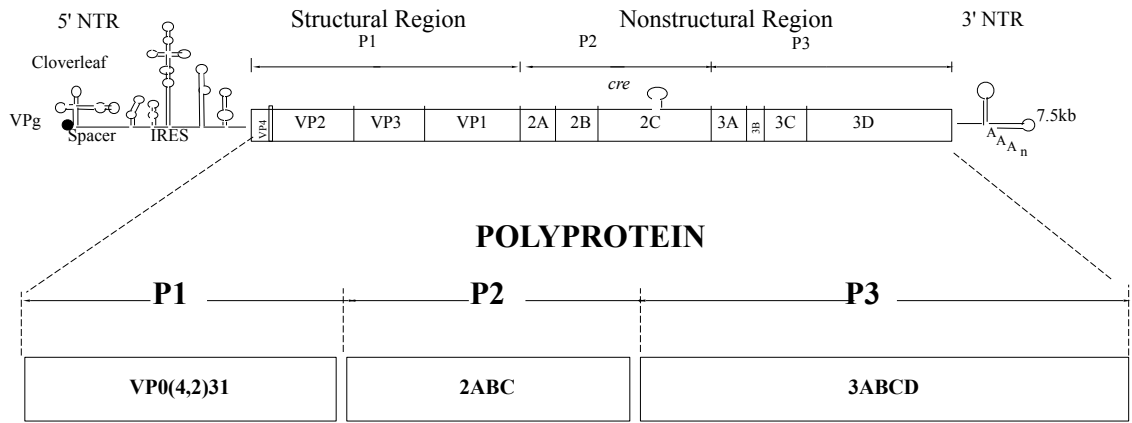 5' NTR Structural Region Nonstructural Region 3' NTR
P1 P2 P3
Cloverleaf
cre
VPg
VP4 VP2 VP3 VP1 2A 2B 2C 3A 3B 3C 3D
7.5kb
Spacer IRES
A A A n
POLYPROTEIN
P1 P2 P3
VP0(4,2)31 2ABC 3ABCD